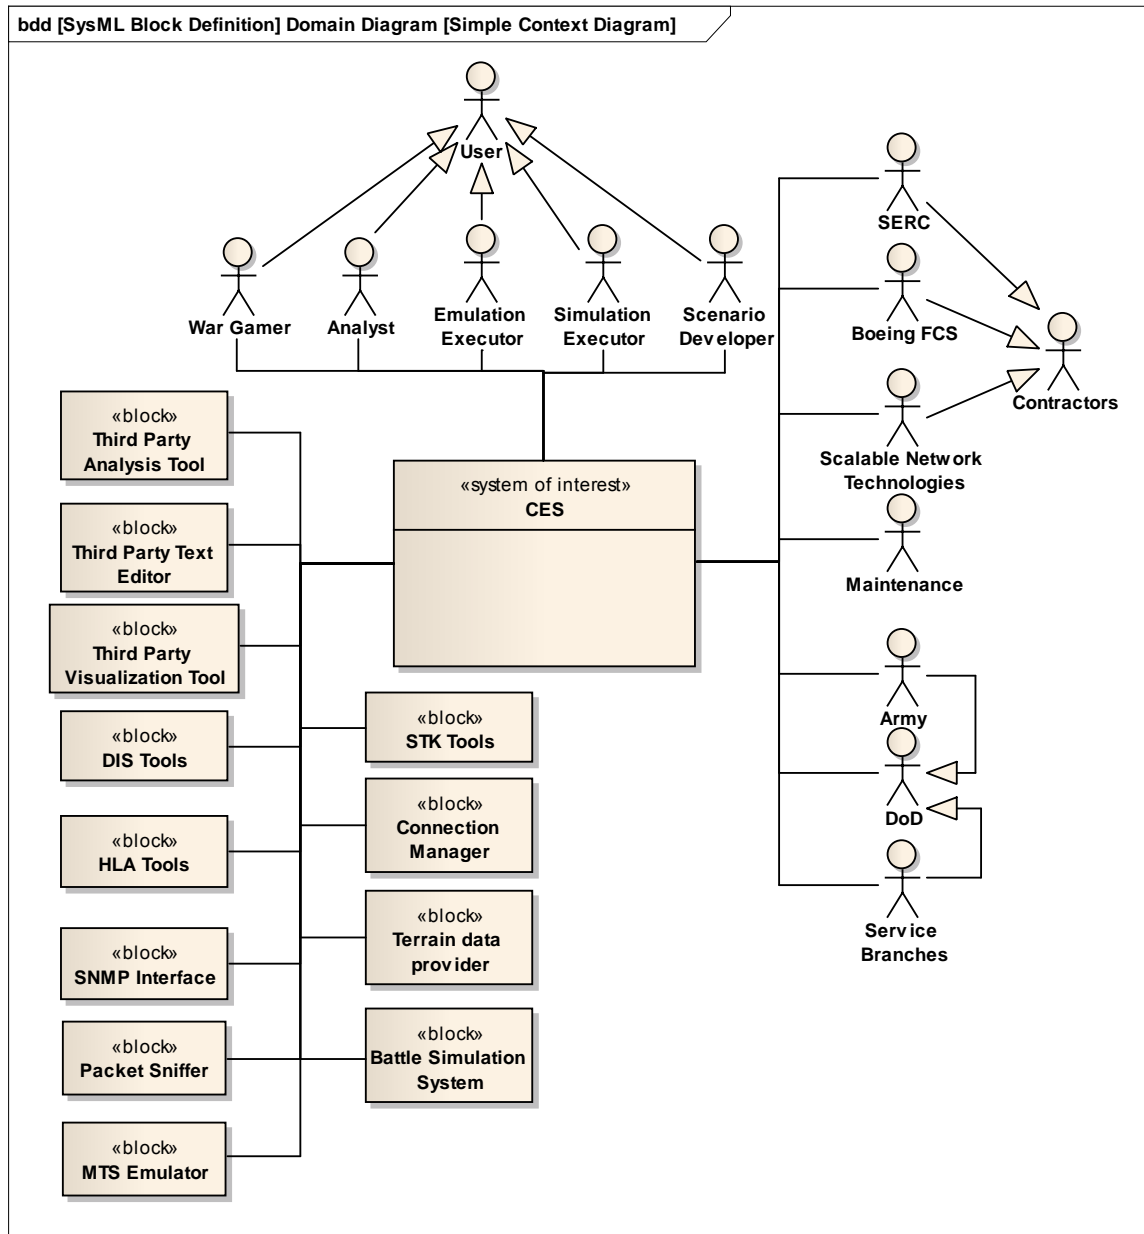 bdd [SysML Block Definition] Domain Diagram [Simple Context Diagram]
User
War Gamer
Analyst
Emulation
Executor
Simulation
Executor
Scenario
Developer
SERC
Boeing FCS
Contractors
Scalable Network
Technologies
Maintenance
Army
DoD
Service
Branches
«system of interest»
CES
«block»
Third Party
Analysis Tool
«block»
Third Party Text
Editor
«block»
Third Party
Visualization Tool
«block»
DIS Tools
«block»
HLA Tools
«block»
SNMP Interface
«block»
Packet Sniffer
«block»
MTS Emulator
«block»
STK Tools
«block»
Connection
Manager
«block»
Terrain data
provider
«block»
Battle Simulation
System